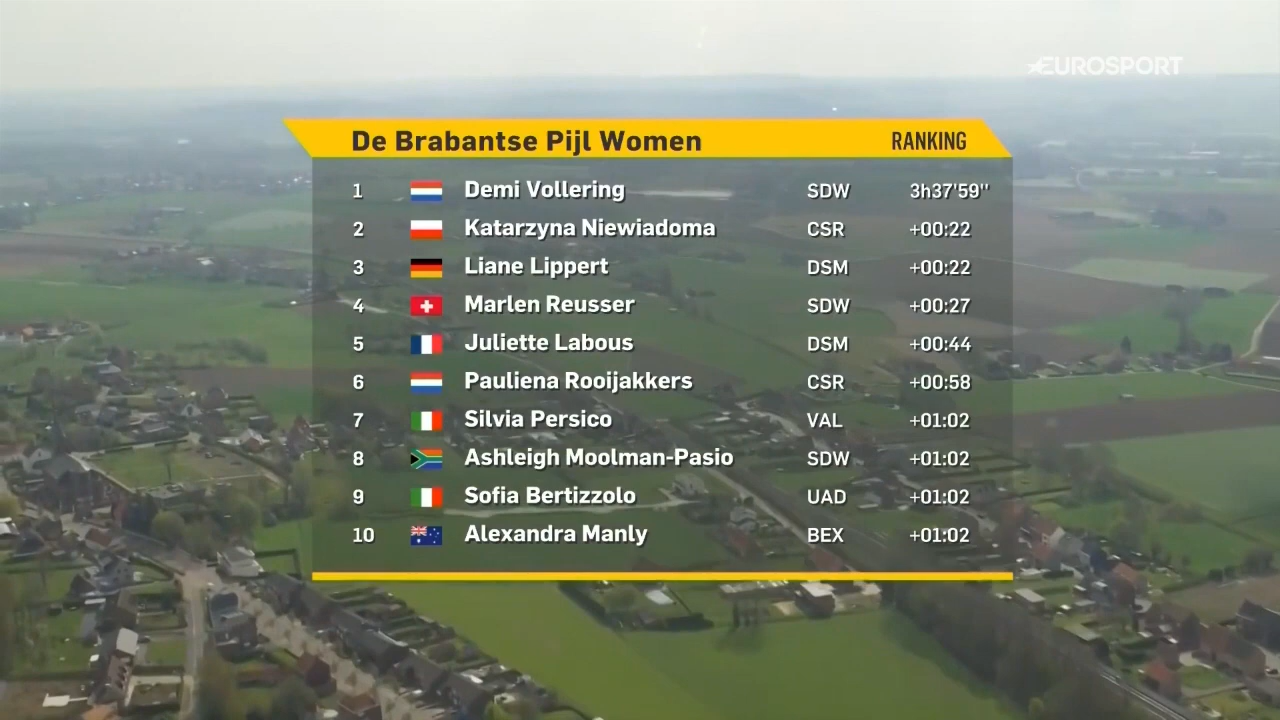 EUROSPORT
De Brabantse Pijl Women RANKING
1 Demi Vollering SDW 3h37'59''
2 Katarzyna Niewiadoma CSR +00:22
3 Liane Lippert DSM +00:22
4 Marlen Reusser SDW +00:27
5 Juliette Labous DSM +00:44
6 Pauliena Rooijakkers CSR +00:58
7 Silvia Persico VAL +01:02
8 Ashleigh Moolman-Pasio SDW +01:02
9 Sofia Bertizzolo UAD +01:02
10 Alexandra Manly BEX +01:02